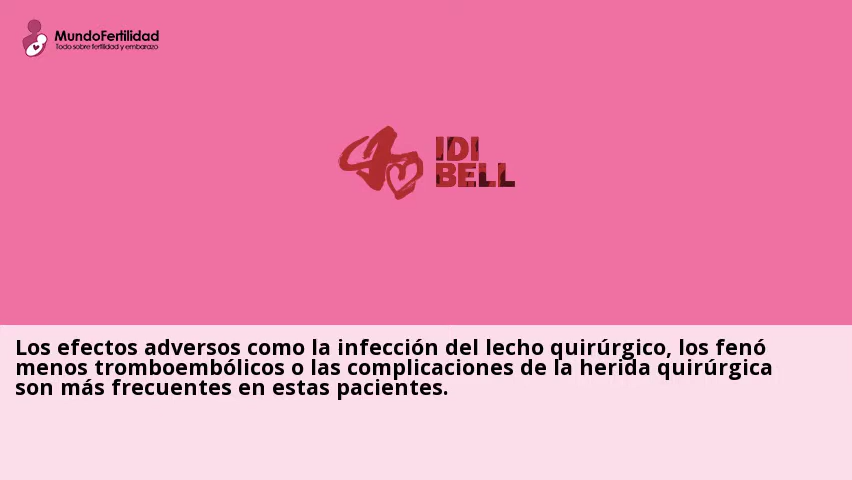 MundoFertilidad
Todo sobre fertilidad y embarazo
IDI
BELL
Los efectos adversos como la infección del lecho quirúrgico, los fenó
menos tromboembólicos o las complicaciones de la herida quirúrgica
son más frecuentes en estas pacientes.